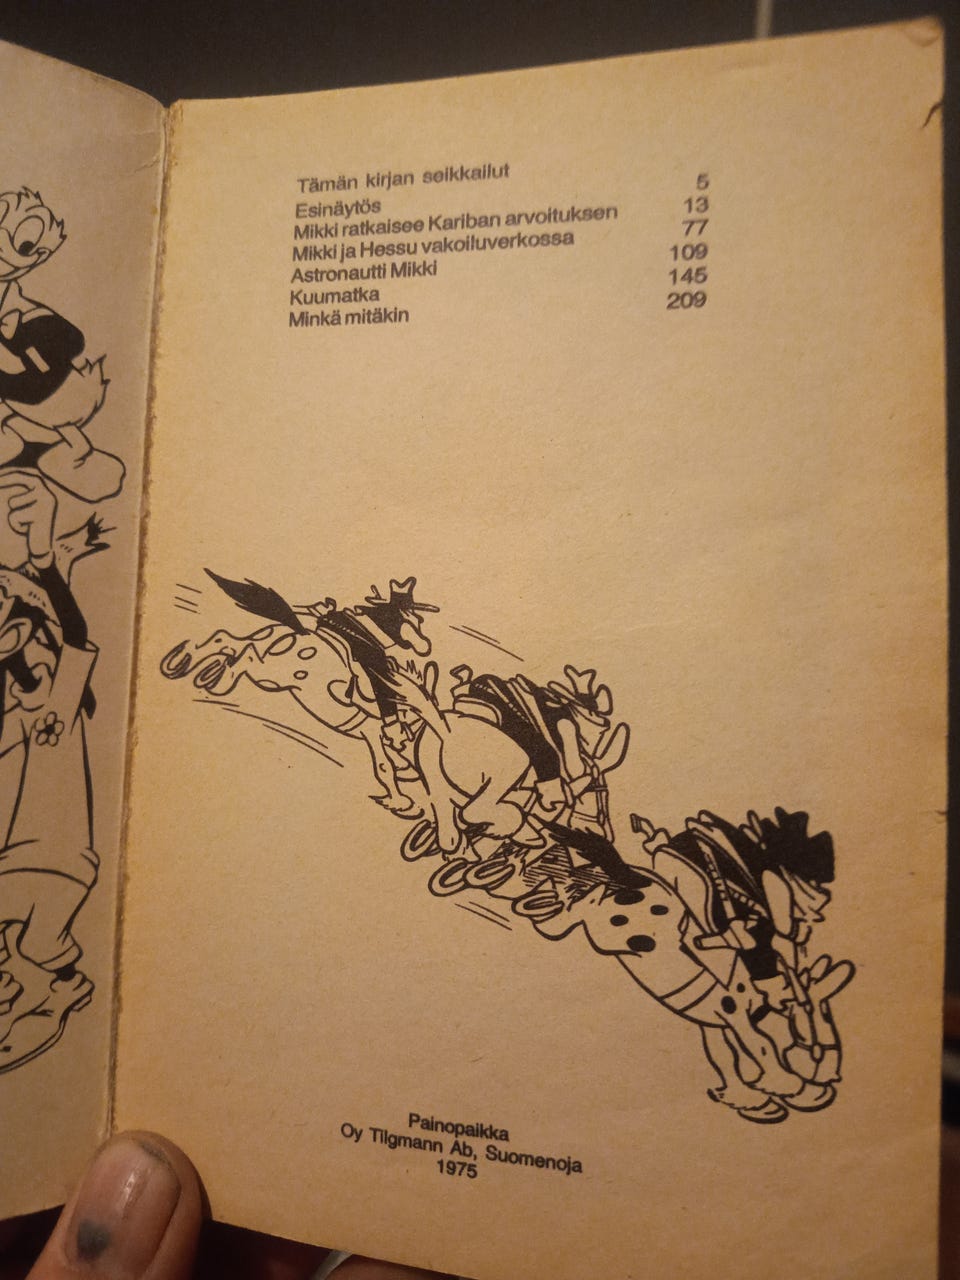 Tämän kirjan seikkailut
Esinäytös 5
Mikki ratkaisee Kariban arvoituksen 13
Mikki ja Hessu vakoiluverkossa 77
Astronautti Mikki 109
Kuumatka 145
Minkä mitäkin 209
Painopaikka
Oy Tilgmann Ab, Suomenoja
1975